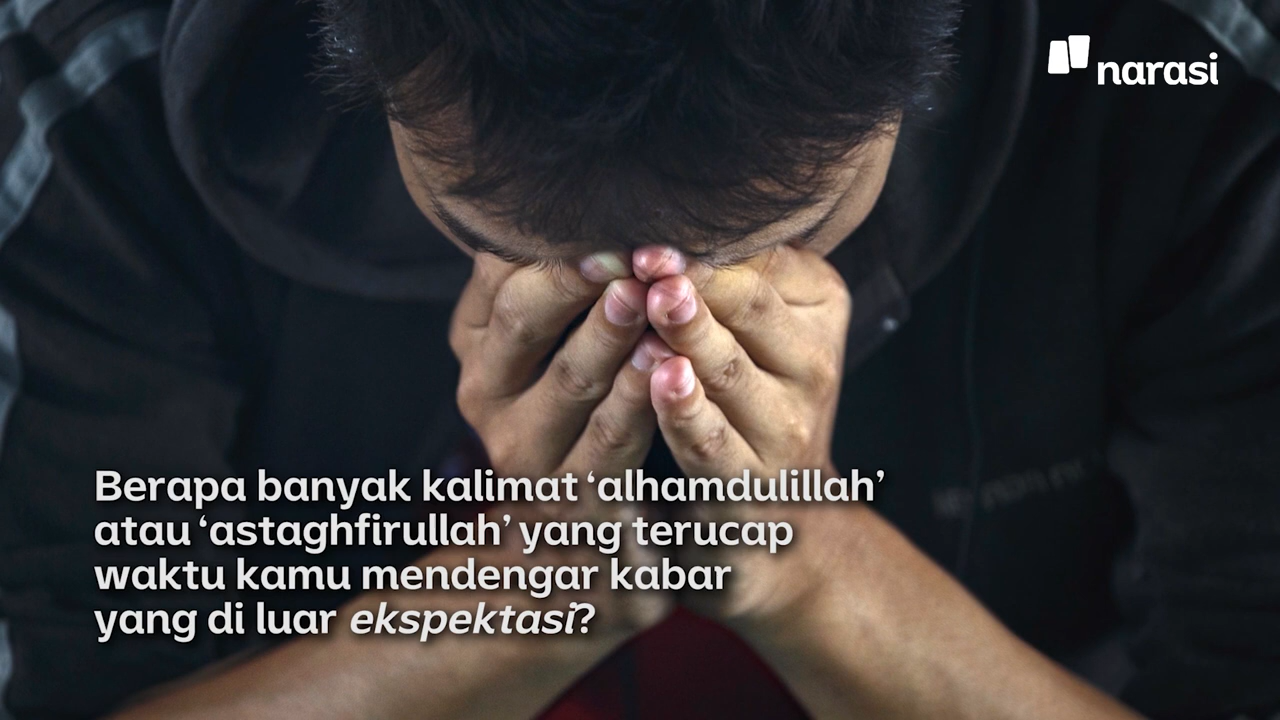 narasi
Berapa banyak kalimat ‘alhamdulillah’
atau ‘astaghfirullah’ yang terucap
waktu kamu mendengar kabar
yang di luar ekspektasi?